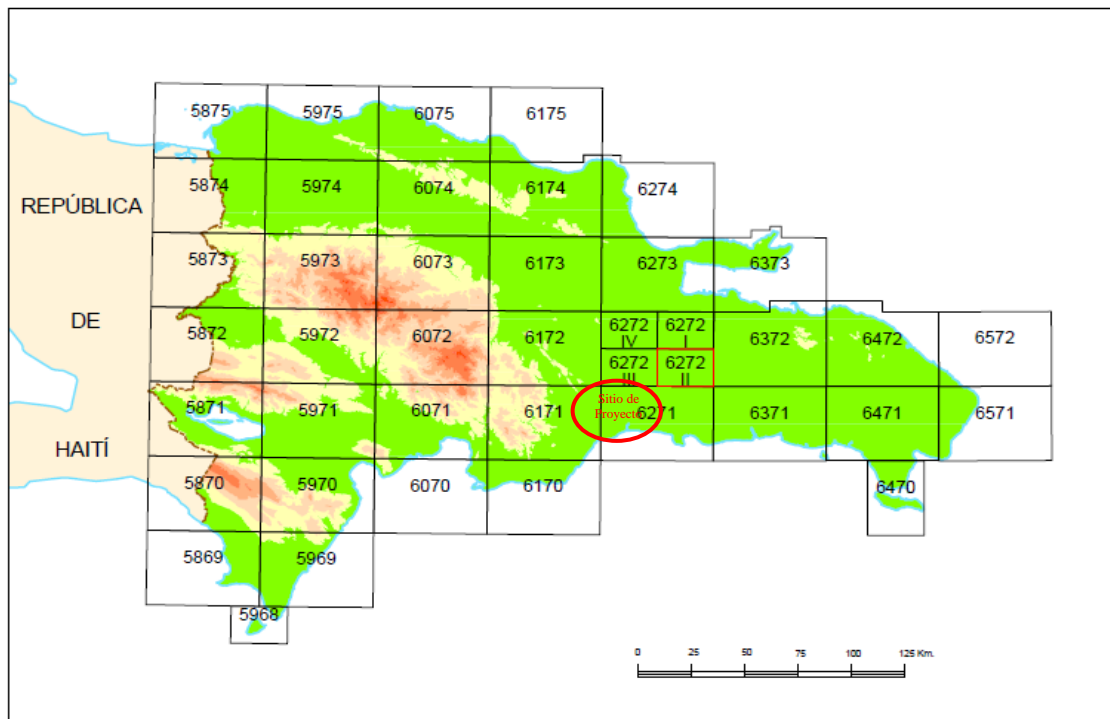 5875 5975 6075 6175
5874 5974 6074 6174 6274
REPÚBLICA
5873 5973 6073 6173 6273 6373
DE
5872 5972 6072 6172 6272 6272 6372 6472 6572
IV I
6272 6272
III II
5871 5971 6071 6171 Sitio de
Proyecto 6271 6371 6471 6571
HAITÍ
5870 5970 6070 6170 6470
5869 5969
5968
0 25 50 75 100 125 Km.